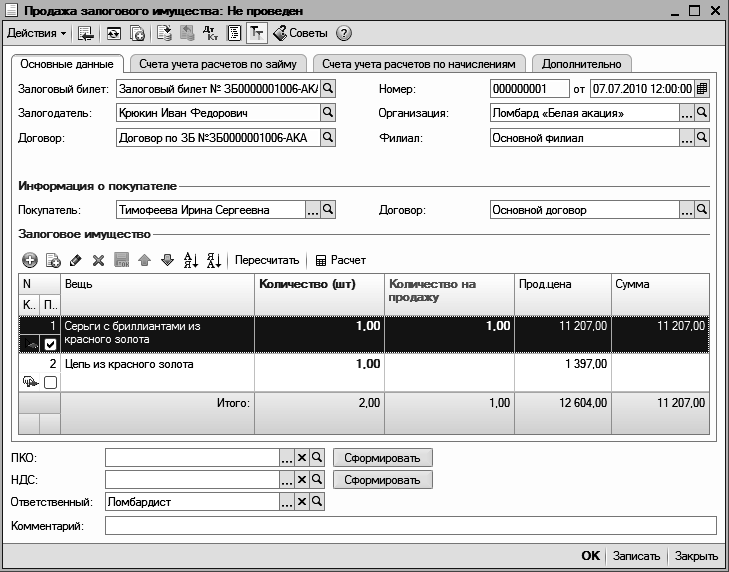 Продажа залогового имущества: Не проведен
Действия Дт Кт Тт Советы
Основные данные Счета учета расчетов по займу Счета учета расчетов по начислениям Дополнительно
Залоговый билет: Залоговый билет № ЗБ0000001006-АКА Номер: 000000001 от 07.07.2010 12:00:00
Залогодатель: Крюкин Иван Федорович Организация: Ломбард «Белая акация» ...
Договор: Договор по ЗБ №ЗБ0000001006-АКА Филиал: Основной филиал ...
Информация о покупателе
Покупатель: Тимофеева Ирина Сергеевна ... Договор: Основной договор ...
Залоговое имущество
Пересчитать Расчет
N Вещь Количество (шт) Количество на продажу Прод.цена Сумма
К.. П...
1 Серьги с бриллиантами из красного золота 1,00 1,00 11 207,00 11 207,00
2 Цепь из красного золота 1,00 1 397,00
Итого: 2,00 1,00 12 604,00 11 207,00
ПКО: ... Сформировать
НДС: ... Сформировать
Ответственный: Ломбардист ...
Комментарий:
OK Записать Закрыть